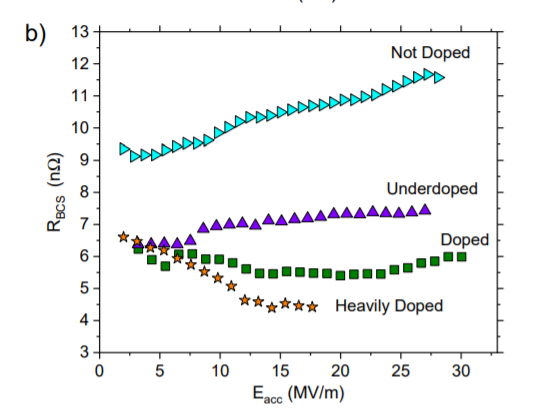 b)
13
12
11
10
9
8
7
6
5
4
3
R_BCS (nΩ)
Not Doped
Underdoped
Doped
Heavily Doped
0 5 10 15 20 25 30
E_acc (MV/m)